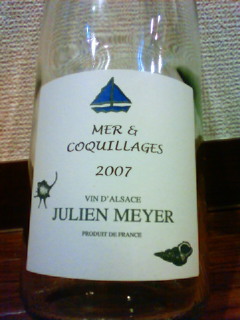 MER &
COQUILLAGES
2007
VIN D'ALSACE
JULIEN MEYER
PRODUIT DE FRANCE